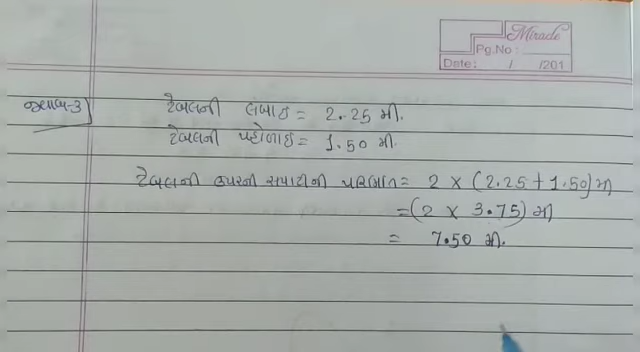 Miracle
Pg.No:
Date: / /201
જવાબ-3
ટેબલની લંબાઇ = 2.25 મી.
ટેબલની પહોળાઇ = 1.50 મી.
ટેબલની ઉપરની સપાટીની પરિમિતિ = 2 × (2.25 + 1.50) મી
= (2 × 3.75) મી
= 7.50 મી.